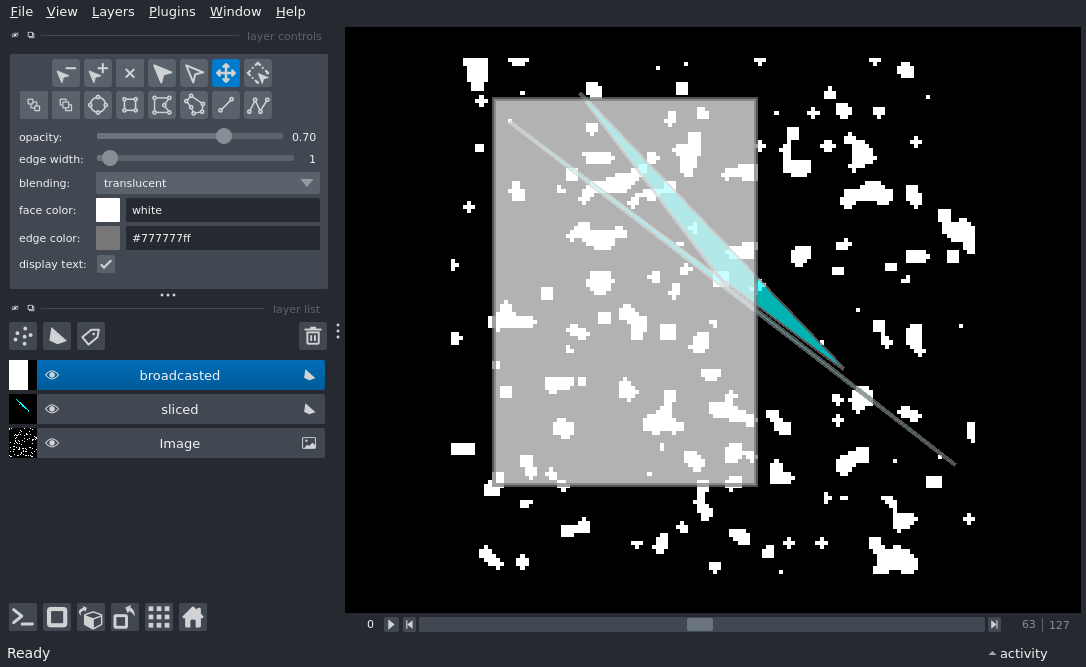 File View Layers Plugins Window Help
layer controls
opacity: 0.70
edge width: 1
blending: translucent
face color: white
edge color: #777777ff
display text:
layer list
broadcasted
sliced
Image
0 63 127
Ready activity